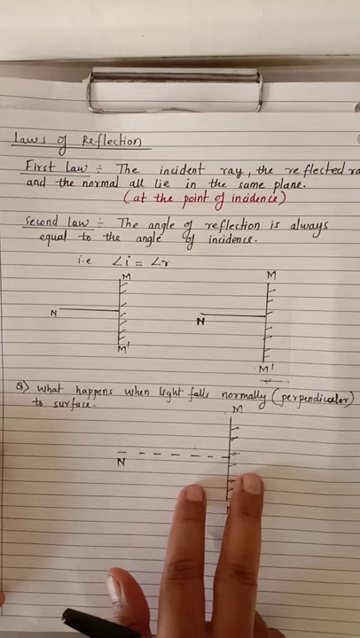 Laws of Reflection
First Law :- The incident ray, the reflected ra
and the normal all lie in the same plane.
(at the point of incidence)
Second law :- The angle of reflection is always
equal to the angle of incidence.
i.e ∠i = ∠r
M M
N N
M' M'
Q> What happens when light falls normally (perpendicular)
to surface.
M
N